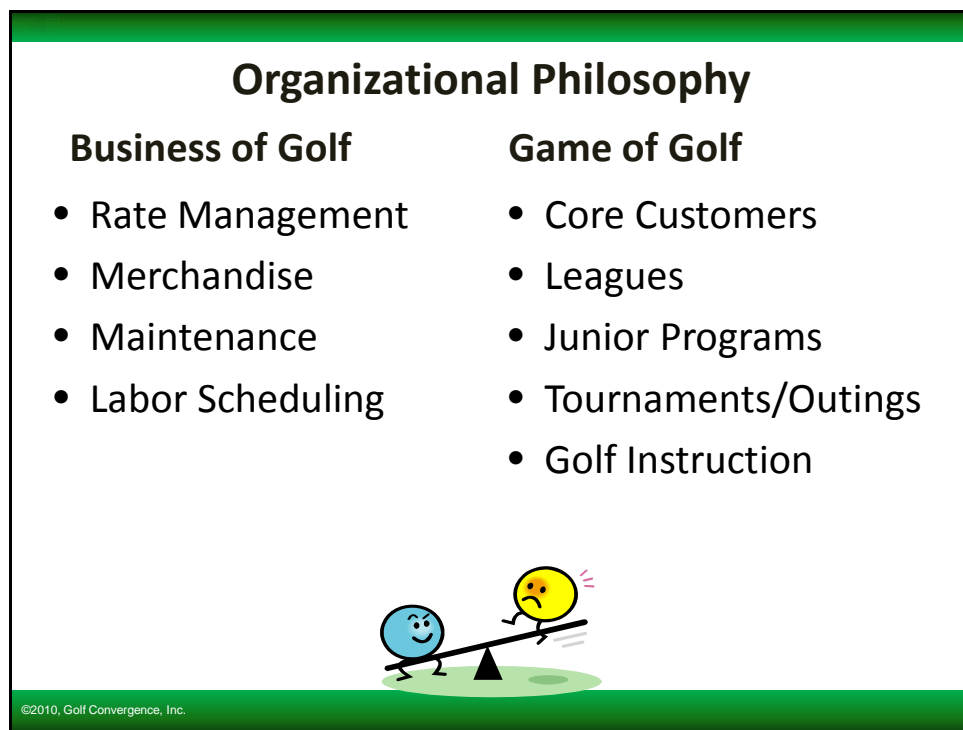 Organizational Philosophy
Business of Golf
• Rate Management
• Merchandise
• Maintenance
• Labor Scheduling
Game of Golf
• Core Customers
• Leagues
• Junior Programs
• Tournaments/Outings
• Golf Instruction
©2010, Golf Convergence, Inc.